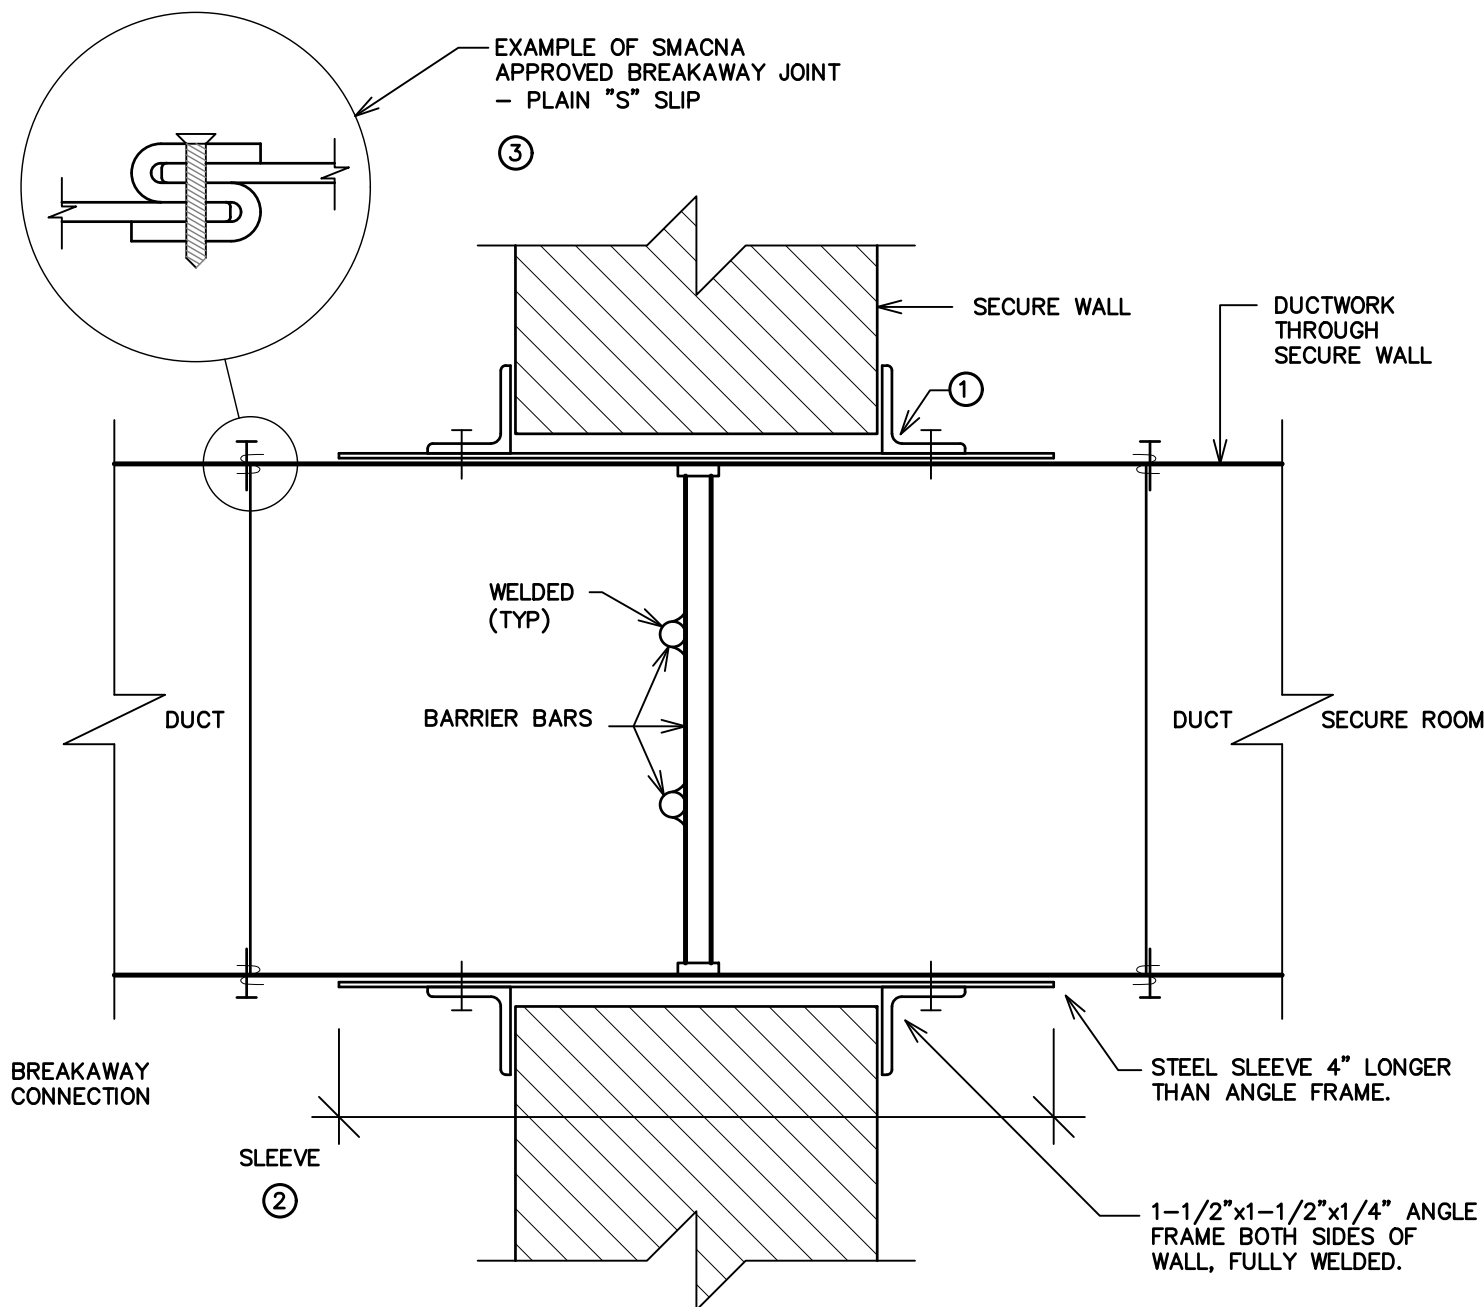 EXAMPLE OF SMACNA
APPROVED BREAKAWAY JOINT
– PLAIN "S" SLIP
3
SECURE WALL
DUCTWORK
THROUGH
SECURE WALL
1
WELDED
(TYP)
BARRIER BARS
DUCT
DUCT
SECURE ROOM
BREAKAWAY
CONNECTION
STEEL SLEEVE 4" LONGER
THAN ANGLE FRAME.
SLEEVE
2
1-1/2"x1-1/2"x1/4" ANGLE
FRAME BOTH SIDES OF
WALL, FULLY WELDED.